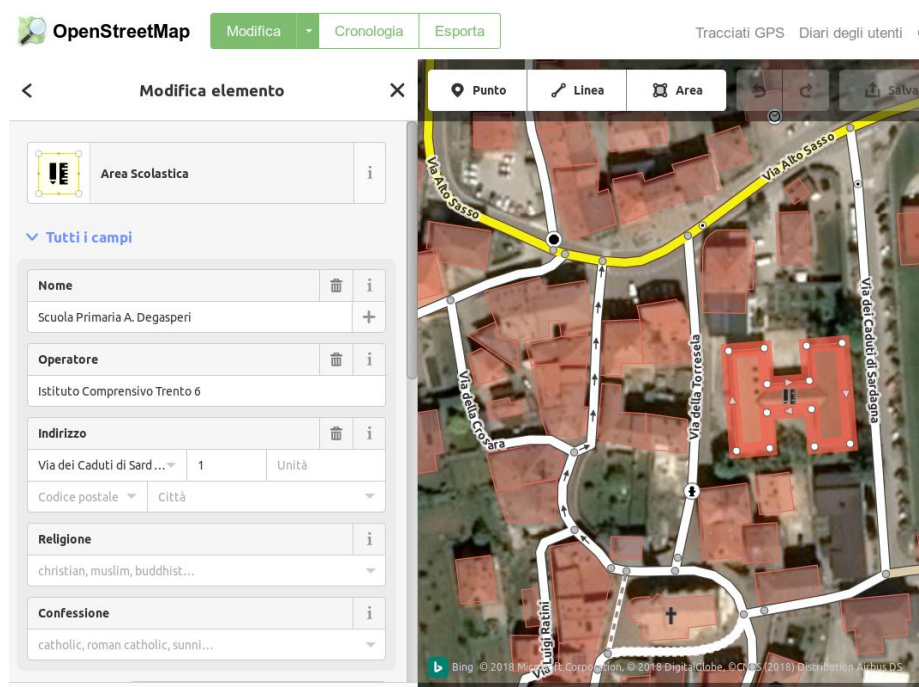 OpenStreetMap
Modifica
Cronologia
Esporta
Tracciati GPS
Diari degli utenti
Modifica elemento
Punto
Linea
Area
Salva
Area Scolastica
i
Tutti i campi
Nome
i
Scuola Primaria A. Degasperi
Operatore
i
Istituto Comprensivo Trento 6
Indirizzo
i
Via dei Caduti di Sard...
1
Unità
Codice postale
Città
Religione
i
christian, muslim, buddhist...
Confessione
i
catholic, roman catholic, sunni...
Via Alto Sasso
Via Alto Sasso
Via dei Caduti di Sardagna
Via della Torresela
Via della Crosara
Via Luigi Ratini
b Bing © 2018 Microsoft Corporation, © 2018 DigitalGlobe, ©CNES (2018) Distribution Airbus DS